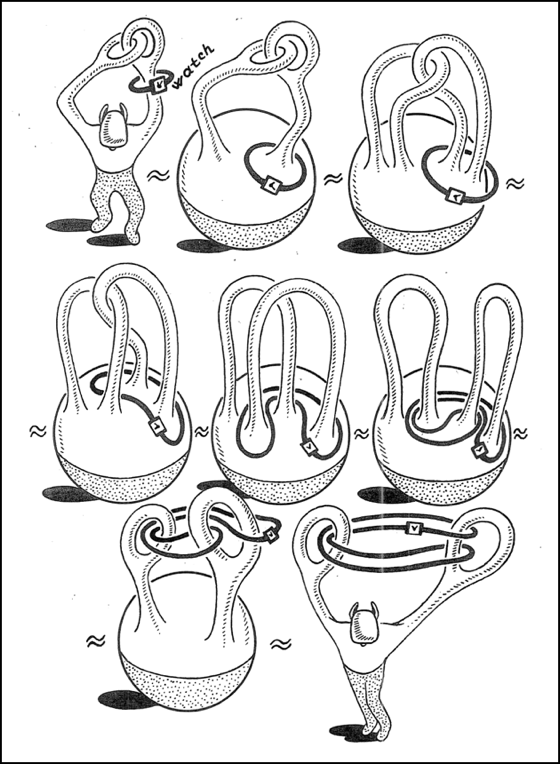 watch
≈ ≈ ≈
≈ ≈ ≈ ≈
≈ ≈